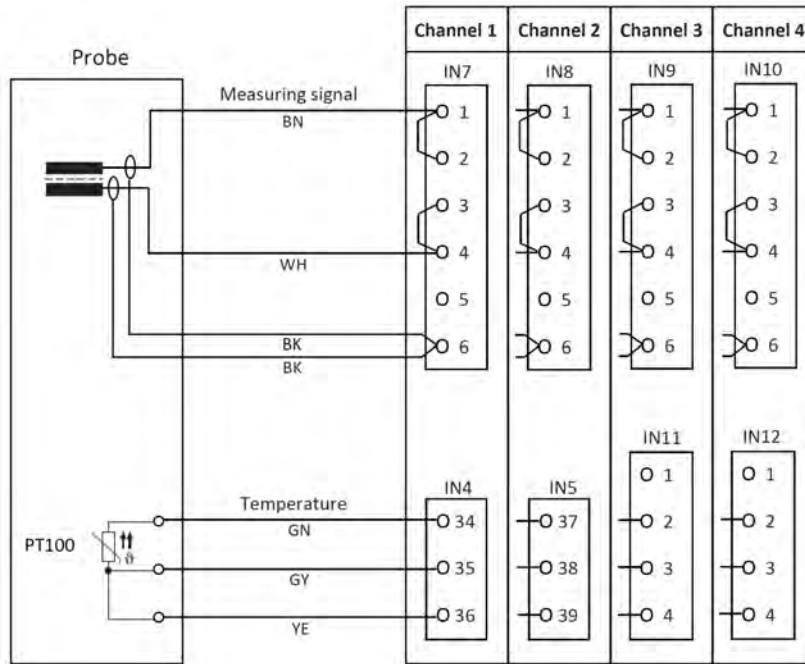 Channel 1 Channel 2 Channel 3 Channel 4
Probe
IN7 IN8 IN9 IN10
Measuring signal
BN
1 1 1 1
2 2 2 2
3 3 3 3
4 4 4 4
WH
5 5 5 5
6 6 6 6
BK
BK
IN11 IN12
1 1
IN4 IN5
Temperature
34 37 2 2
GN
PT100
ϑ
35 38 3 3
GY
36 39 4 4
YE